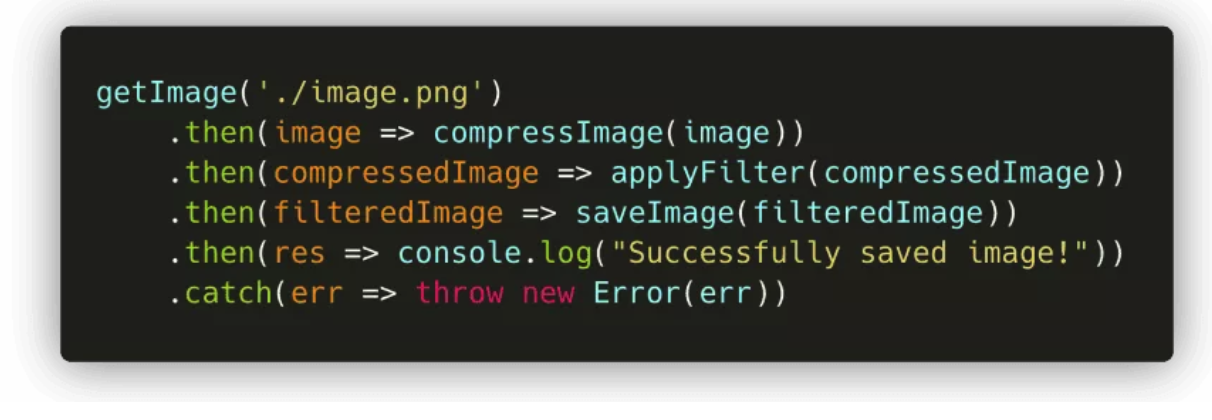 getImage('./image.png')
.then(image => compressImage(image))
.then(compressedImage => applyFilter(compressedImage))
.then(filteredImage => saveImage(filteredImage))
.then(res => console.log("Successfully saved image!"))
.catch(err => throw new Error(err))